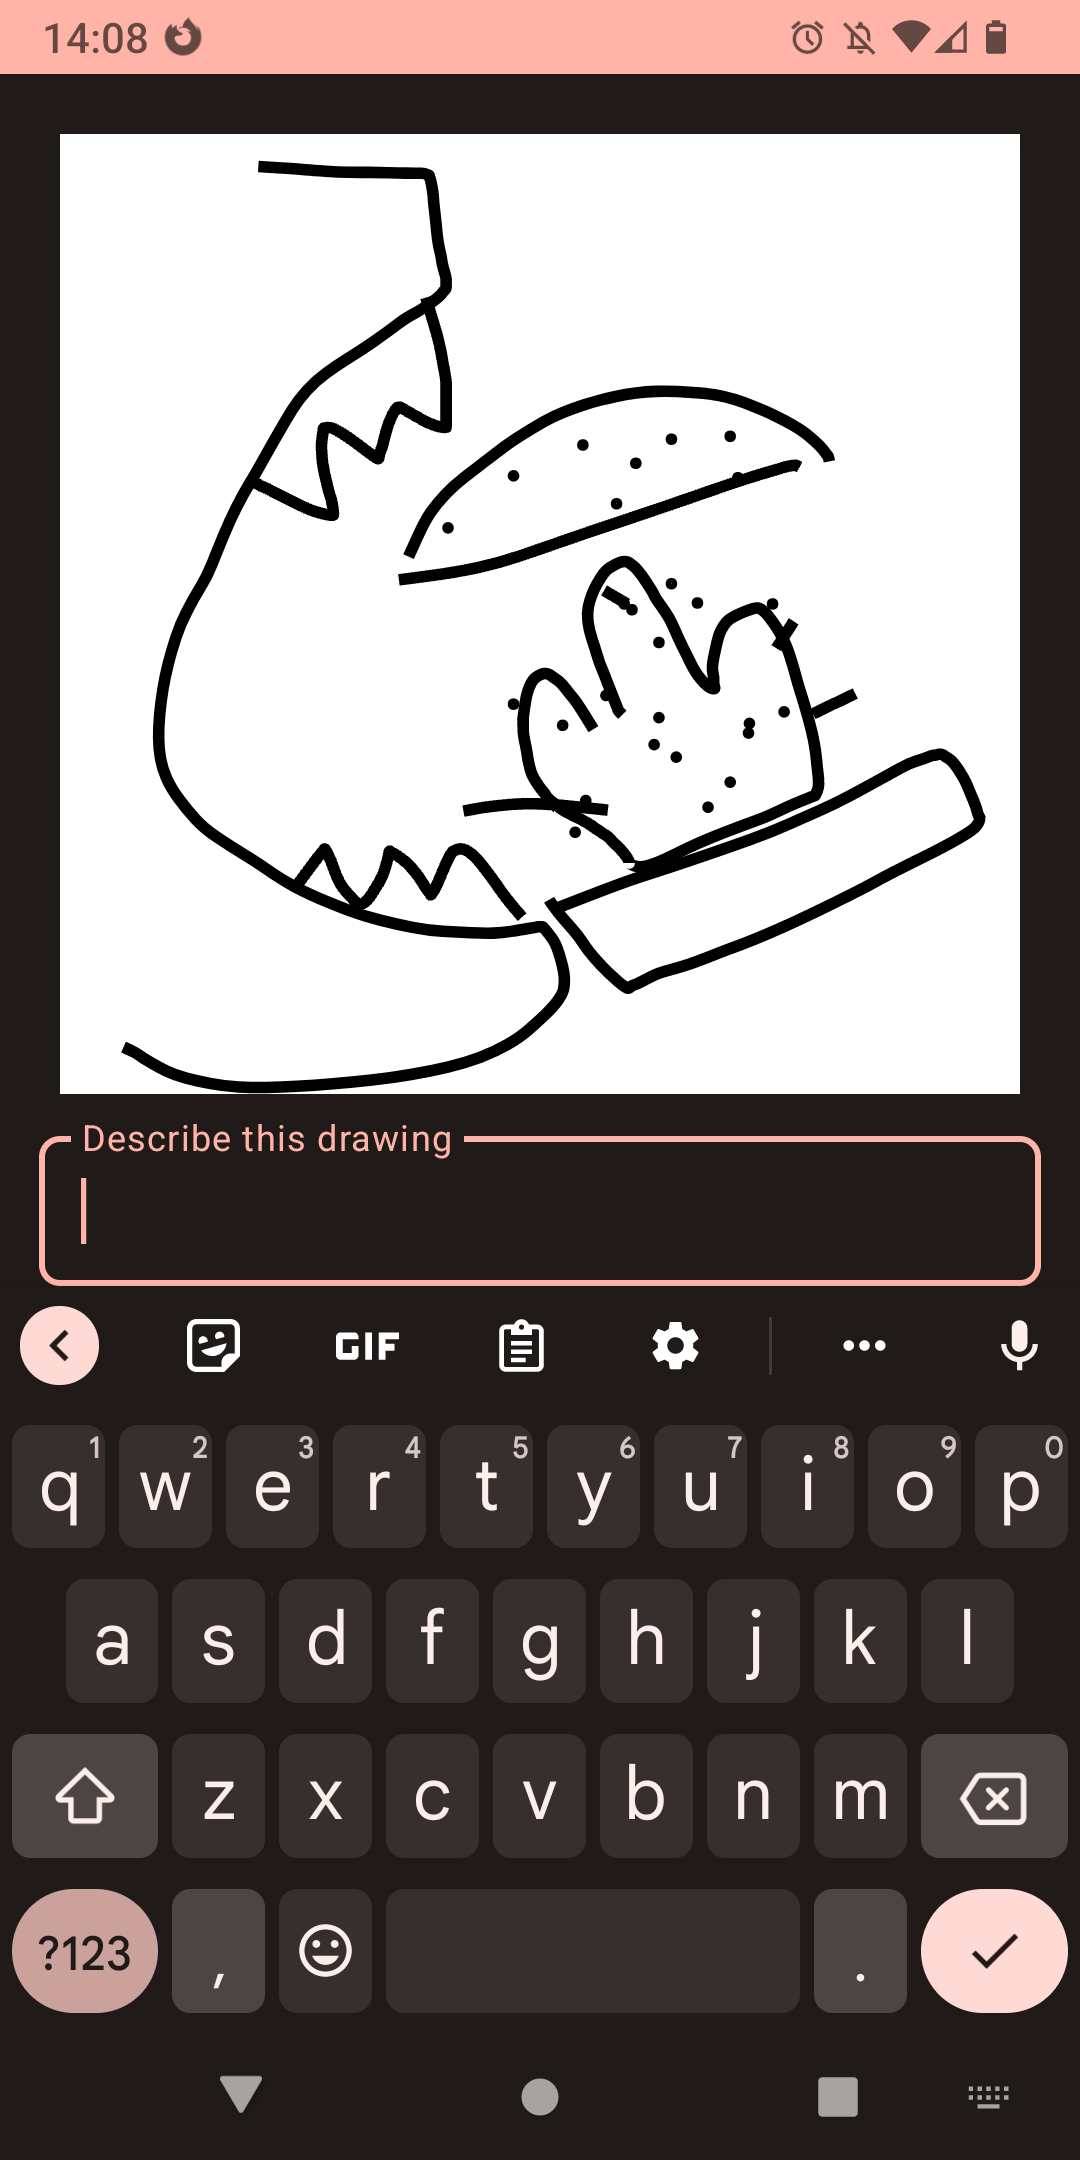 14:08
Describe this drawing
GIF
1 2 3 4 5 6 7 8 9 0
q w e r t y u i o p
a s d f g h j k l
z x c v b n m
?123 , .